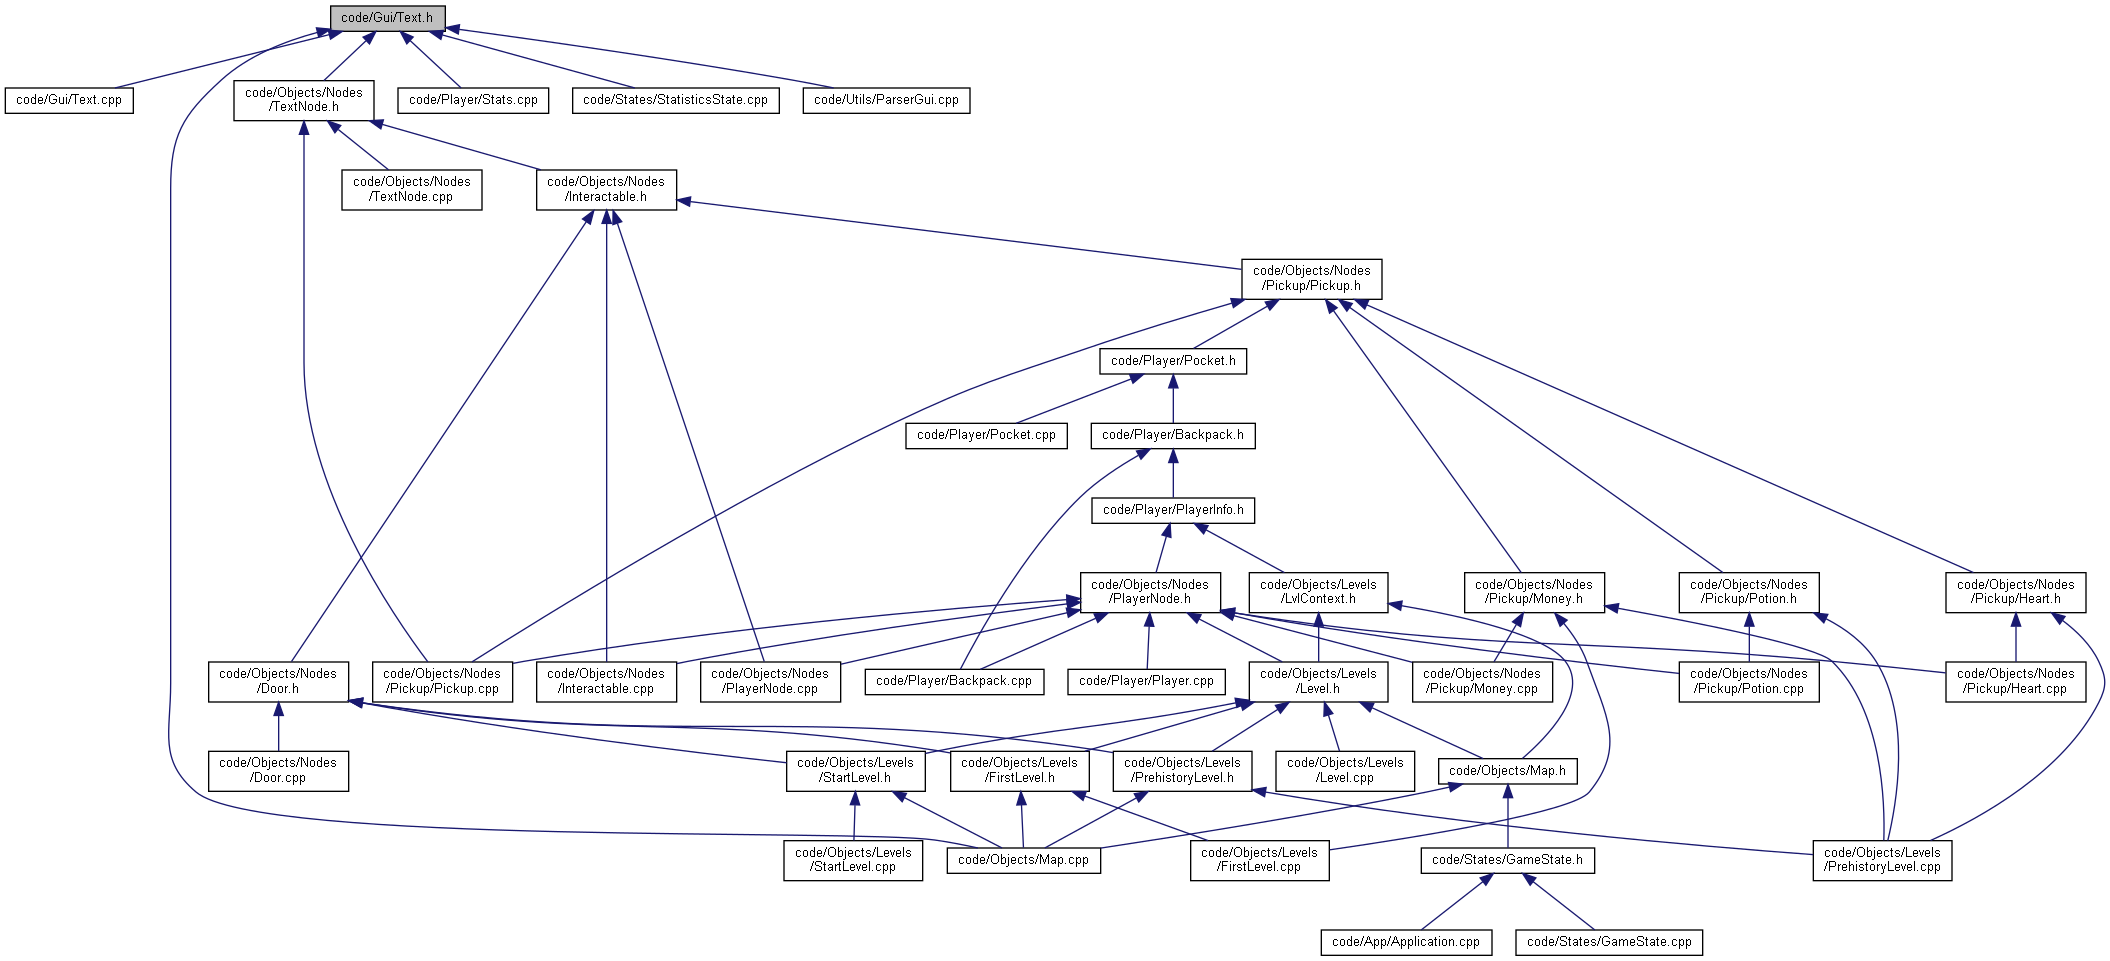 code/Gui/Text.h
code/Gui/Text.cpp
code/Objects/Nodes
/TextNode.h
code/Player/Stats.cpp
code/States/StatisticsState.cpp
code/Utils/ParserGui.cpp
code/Objects/Nodes
/TextNode.cpp
code/Objects/Nodes
/Interactable.h
code/Objects/Nodes
/Pickup/Pickup.h
code/Player/Pocket.h
code/Player/Pocket.cpp
code/Player/Backpack.h
code/Player/PlayerInfo.h
code/Objects/Nodes
/PlayerNode.h
code/Objects/Levels
/LvlContext.h
code/Objects/Nodes
/Pickup/Money.h
code/Objects/Nodes
/Pickup/Potion.h
code/Objects/Nodes
/Pickup/Heart.h
code/Objects/Nodes
/Door.h
code/Objects/Nodes
/Pickup/Pickup.cpp
code/Objects/Nodes
/Interactable.cpp
code/Objects/Nodes
/PlayerNode.cpp
code/Player/Backpack.cpp
code/Player/Player.cpp
code/Objects/Levels
/Level.h
code/Objects/Nodes
/Pickup/Money.cpp
code/Objects/Nodes
/Pickup/Potion.cpp
code/Objects/Nodes
/Pickup/Heart.cpp
code/Objects/Nodes
/Door.cpp
code/Objects/Levels
/StartLevel.h
code/Objects/Levels
/FirstLevel.h
code/Objects/Levels
/PrehistoryLevel.h
code/Objects/Levels
/Level.cpp
code/Objects/Map.h
code/Objects/Levels
/StartLevel.cpp
code/Objects/Map.cpp
code/Objects/Levels
/FirstLevel.cpp
code/States/GameState.h
code/Objects/Levels
/PrehistoryLevel.cpp
code/App/Application.cpp
code/States/GameState.cpp